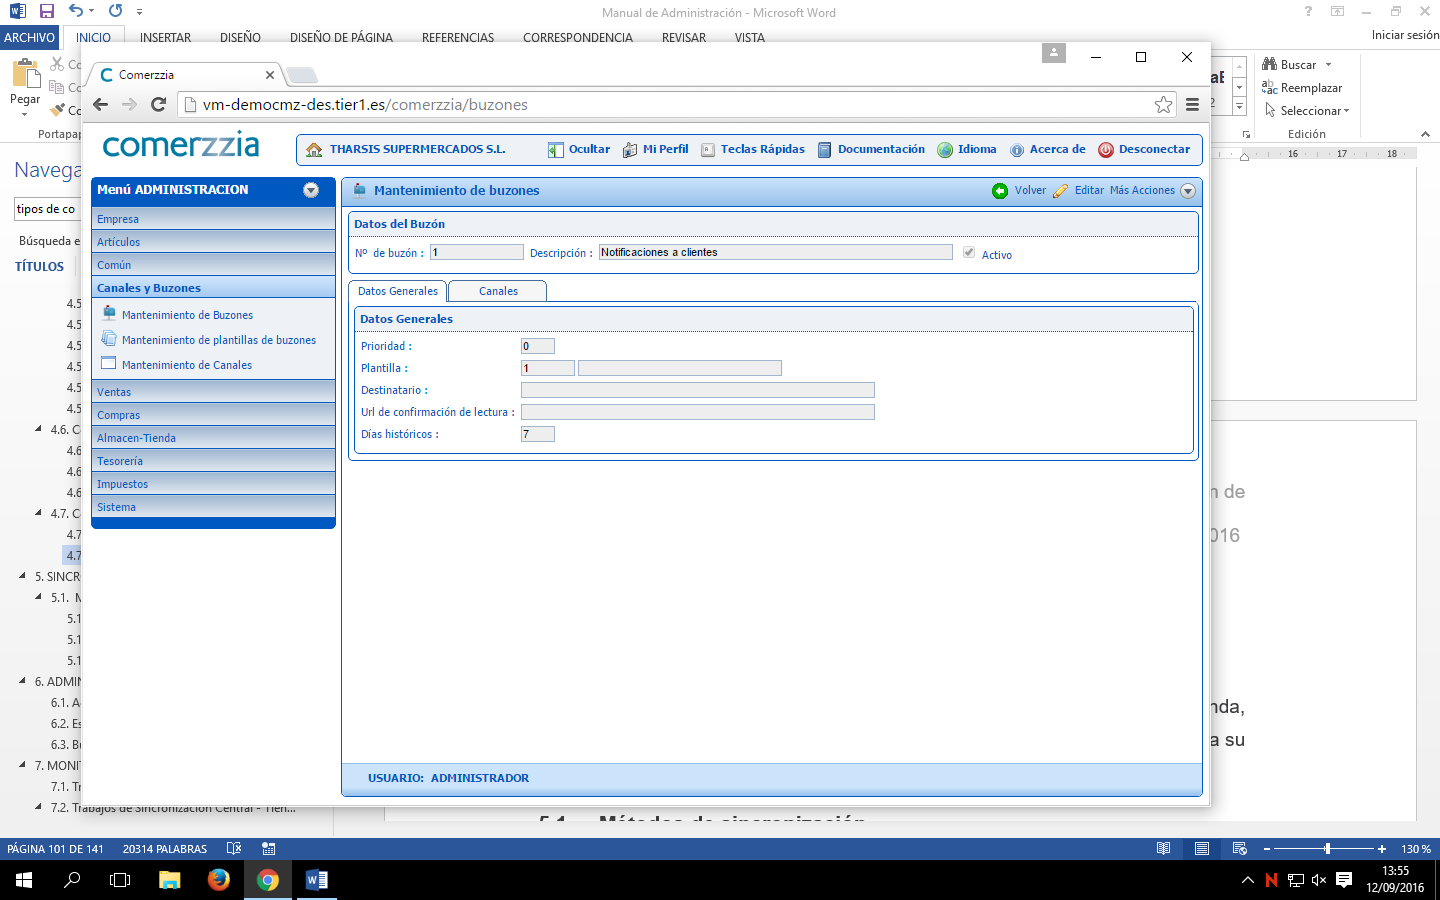 Manual de Administración - Microsoft Word
ARCHIVO INICIO INSERTAR DISEÑO DISEÑO DE PÁGINA REFERENCIAS CORRESPONDENCIA REVISAR VISTA Iniciar sesión
Pegar
Portapap
Buscar
Reemplazar
Seleccionar
Edición
16 17 18
Comerzzia
vm-democmz-des.tier1.es/comerzzia/buzones
comerzzia
THARSIS SUPERMERCADOS S.L. Ocultar Mi Perfil Teclas Rápidas Documentación Idioma Acerca de Desconectar
Navega
tipos de co
Búsqueda e
TÍTULOS
4.5
4.5
4.5
4.5
4.5
4.5
4.6. C
4.6
4.6
4.6
4.7. C
4.7
4.7
5. SINCR
5.1. M
5.1
5.1
5.1
6. ADMIN
6.1. A
6.2. Es
6.3. B
7. MONI
7.1. Tr
7.2. Trabajos de Sincronización Central - Tien...
Menú ADMINISTRACION
Empresa
Artículos
Común
Canales y Buzones
Mantenimiento de Buzones
Mantenimiento de plantillas de buzones
Mantenimiento de Canales
Ventas
Compras
Almacen-Tienda
Tesorería
Impuestos
Sistema
Mantenimiento de buzones Volver Editar Más Acciones
Datos del Buzón
Nº de buzón : 1 Descripción : Notificaciones a clientes Activo
Datos Generales Canales
Datos Generales
Prioridad : 0
Plantilla : 1
Destinatario :
Url de confirmación de lectura :
Días históricos : 7
USUARIO: ADMINISTRADOR
n de
016
nda,
a su
5.1 Métodos de sincronización
PÁGINA 101 DE 141 20314 PALABRAS 130 %
13:55
12/09/2016